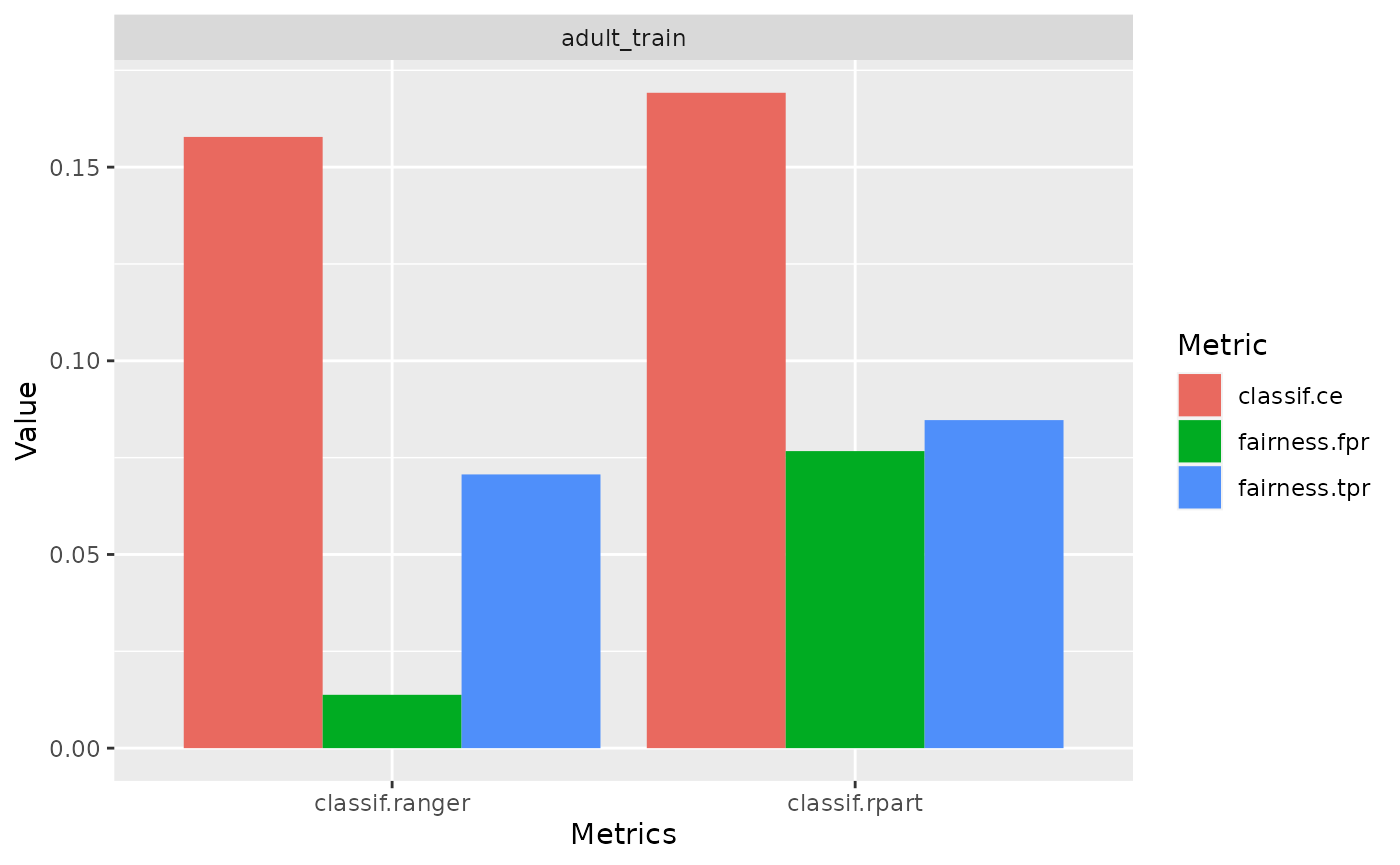 adult_train
Value
0.15
0.10
0.05
0.00
classif.ranger
classif.rpart
Metrics
Metric
classif.ce
fairness.fpr
fairness.tpr